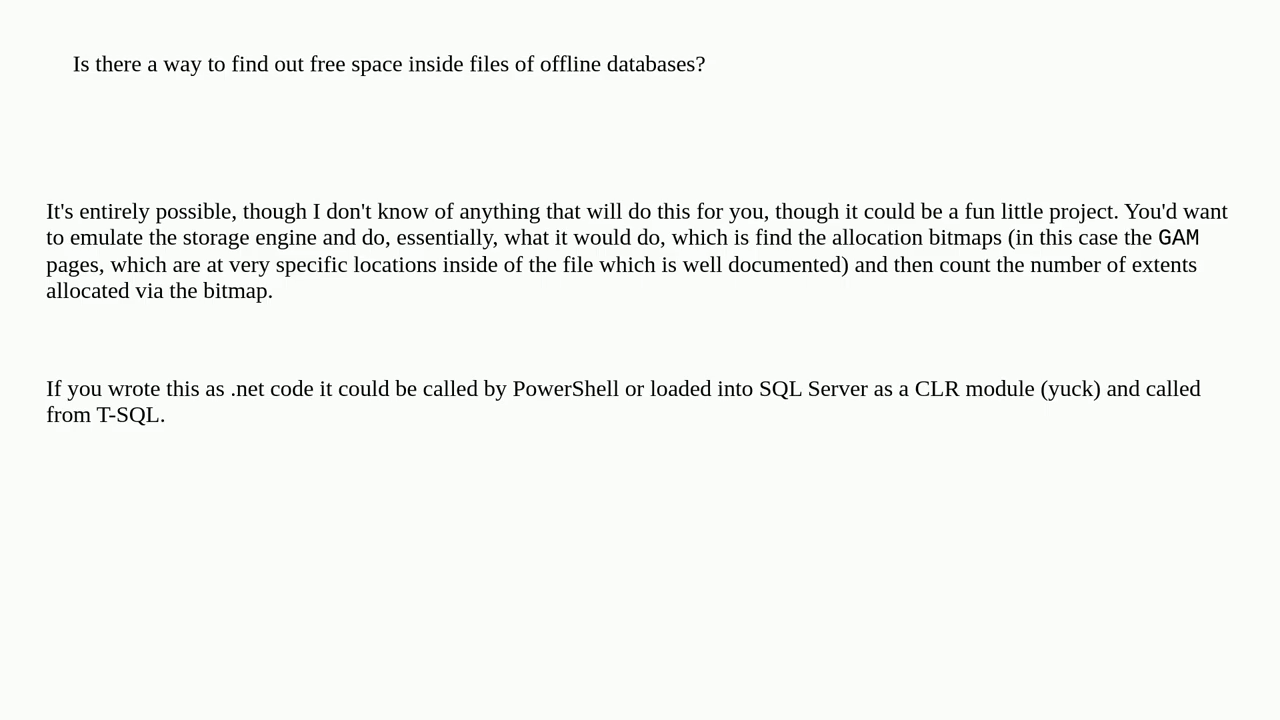 Is there a way to find out free space inside files of offline databases?
It's entirely possible, though I don't know of anything that will do this for you, though it could be a fun little project. You'd want
to emulate the storage engine and do, essentially, what it would do, which is find the allocation bitmaps (in this case the GAM
pages, which are at very specific locations inside of the file which is well documented) and then count the number of extents
allocated via the bitmap.
If you wrote this as .net code it could be called by PowerShell or loaded into SQL Server as a CLR module (yuck) and called
from T-SQL.